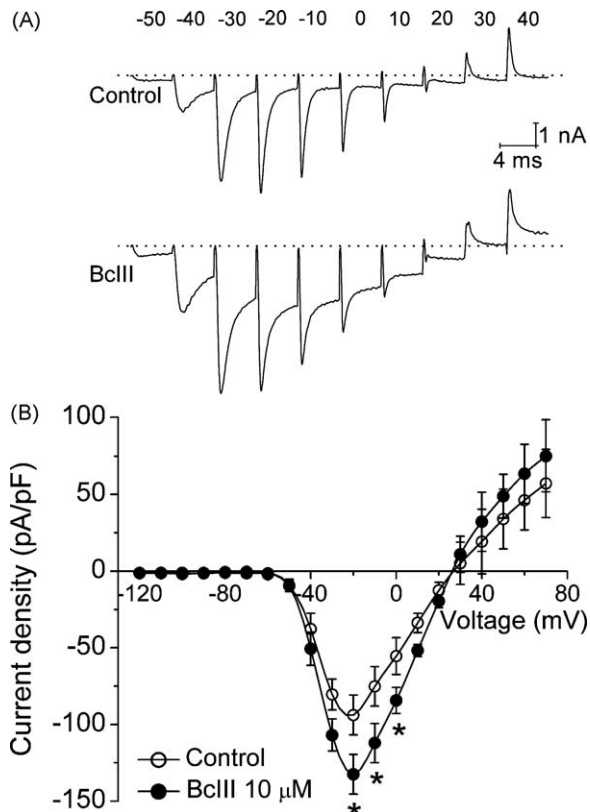 (A) -50 -40 -30 -20 -10 0 10 20 30 40
Control
1 nA
4 ms
BcIII
(B)
Current density (pA/pF)
100
50
0
-50
-100
-150
-120 -80 -40 0 40 80
Voltage (mV)
Control
BcIII 10 μM
* * *